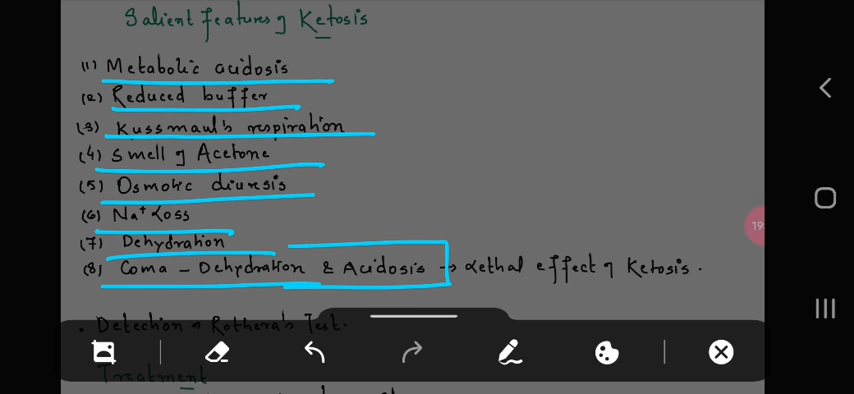 Salient features of Ketosis
(1) Metabolic acidosis
(2) Reduced buffer
(3) Kussmaul's respiration
(4) Smell of Acetone
(5) Osmotic diuresis
(6) Na+ Loss
(7) Dehydration
(8) Coma - Dehydration & Acidosis → Lethal effect of Ketosis.
• Detection → Rothera's Test.
Treatment
19